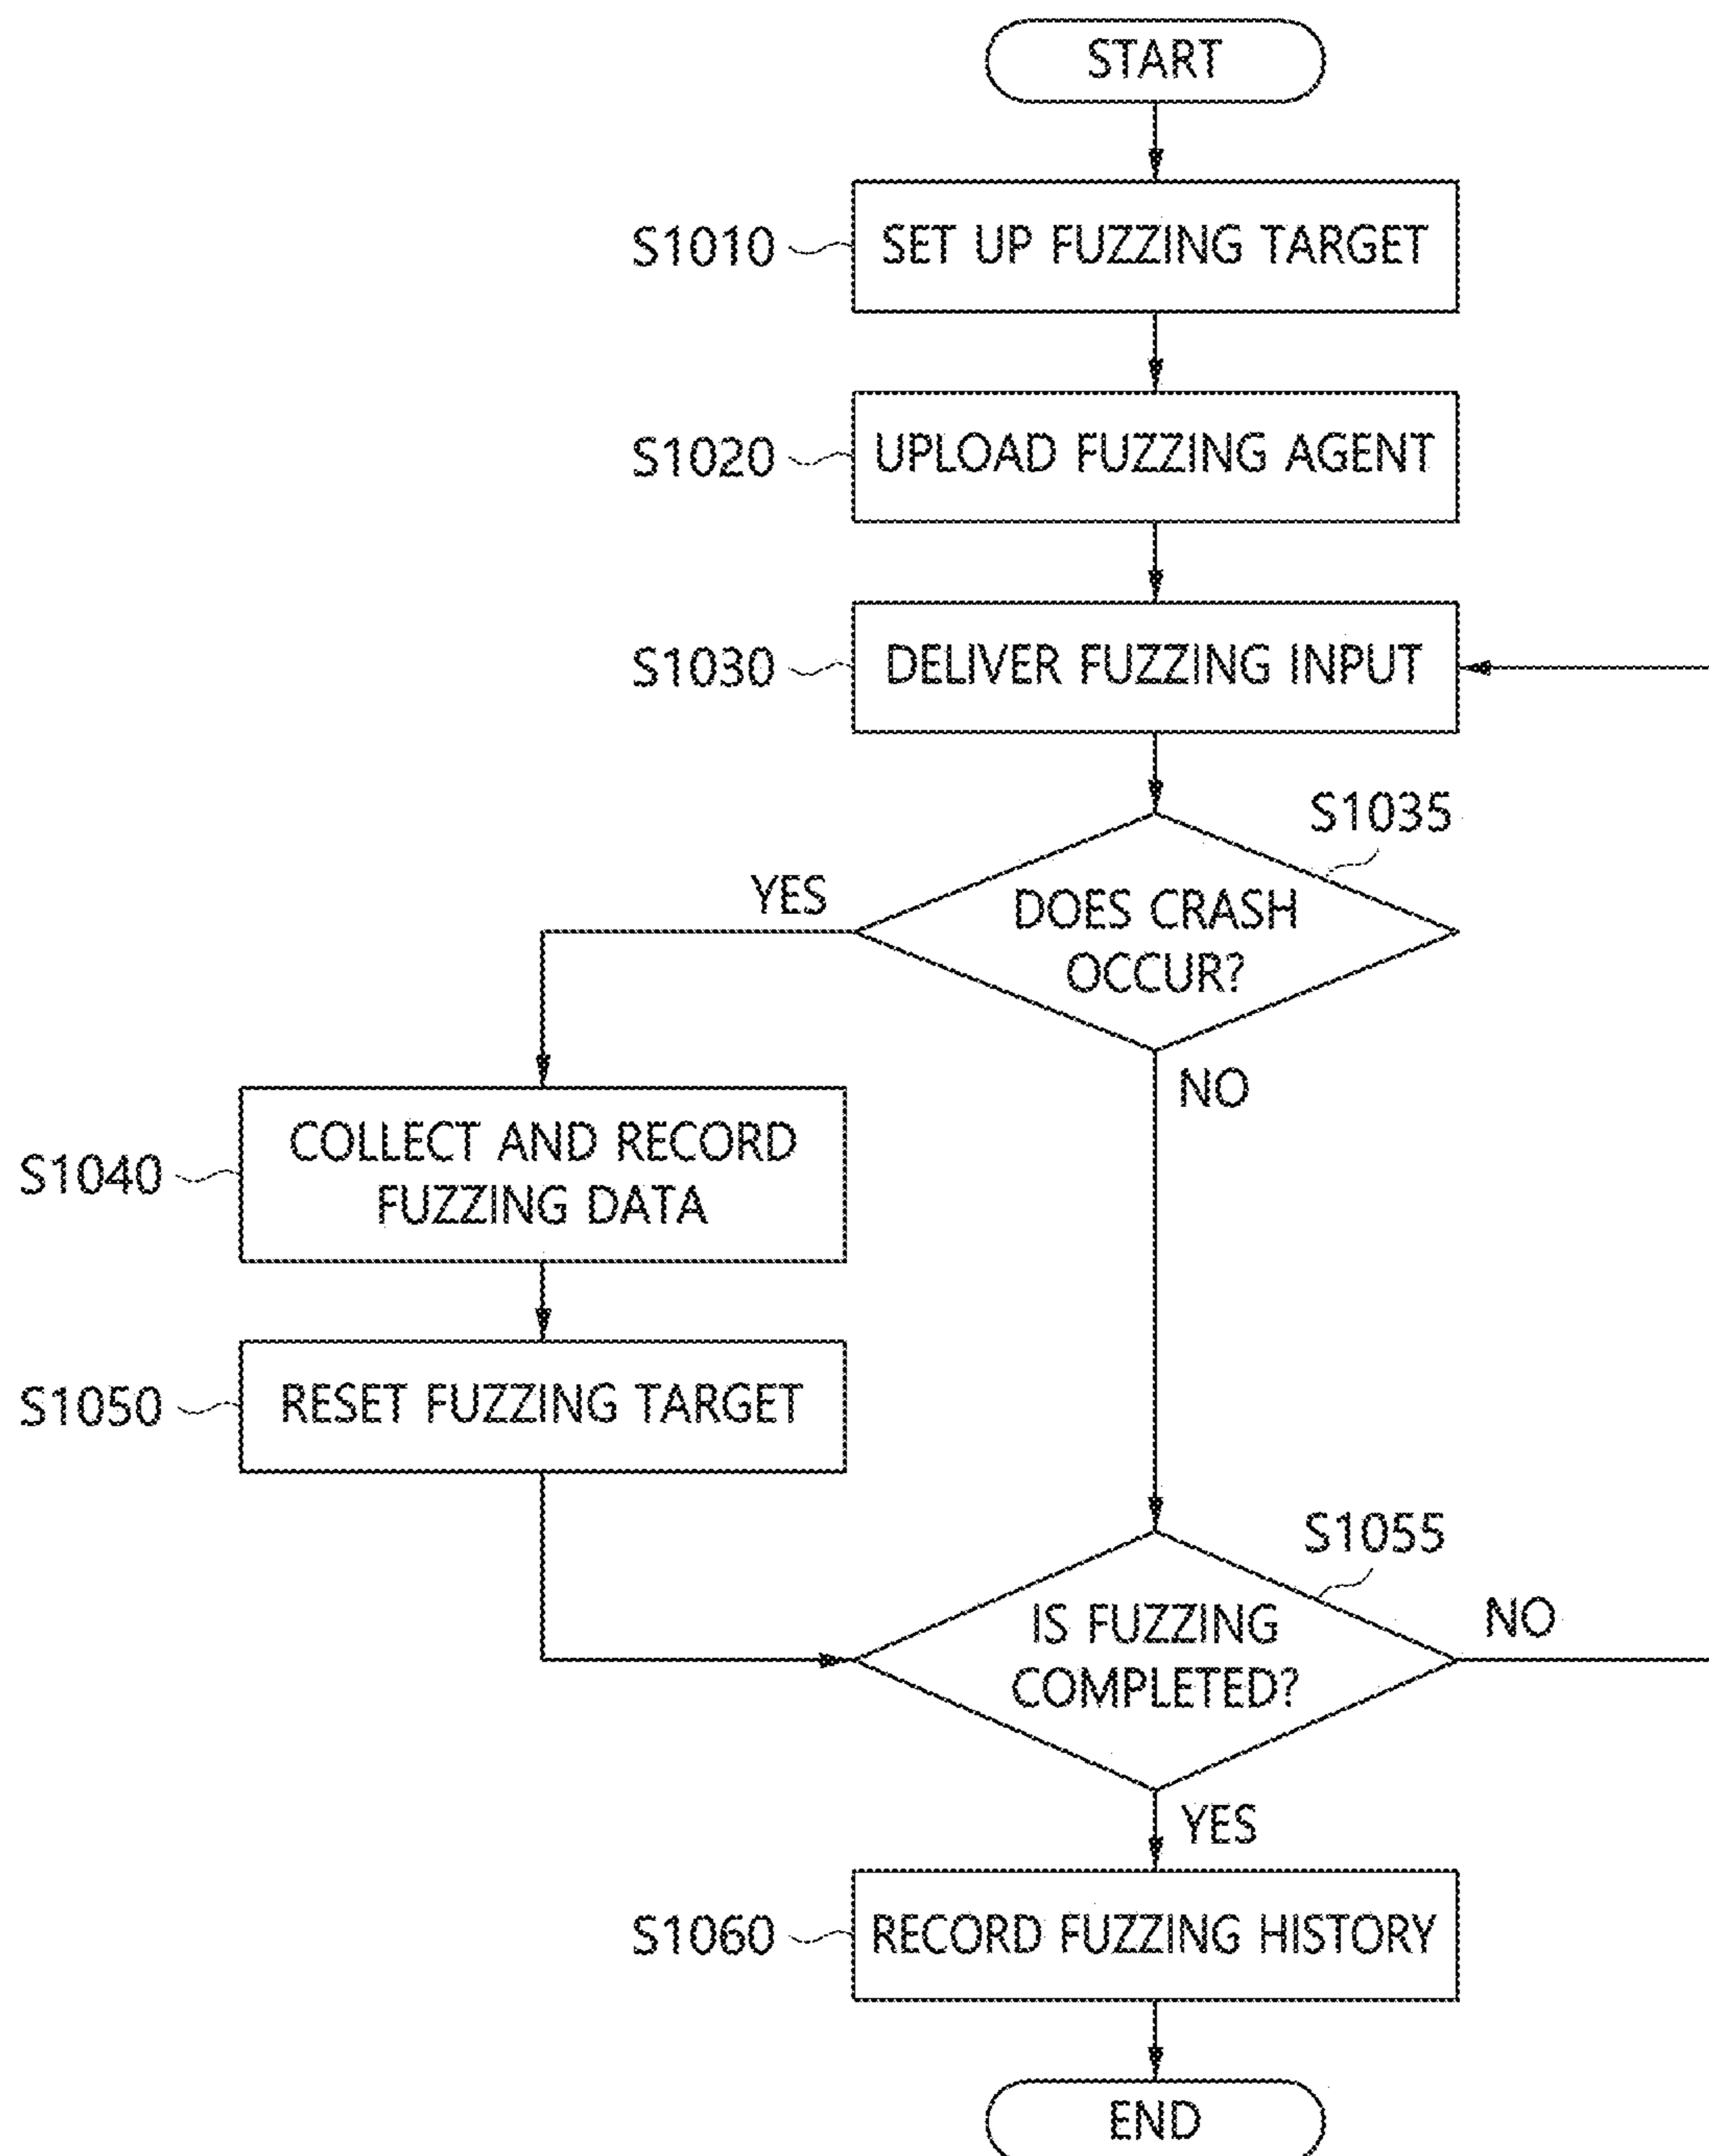 START
S1010
SET UP FUZZING TARGET
S1020
UPLOAD FUZZING AGENT
S1030
DELIVER FUZZING INPUT
S1035
DOES CRASH
OCCUR?
YES
NO
S1040
COLLECT AND RECORD
FUZZING DATA
S1050
RESET FUZZING TARGET
S1055
IS FUZZING
COMPLETED?
NO
YES
S1060
RECORD FUZZING HISTORY
END